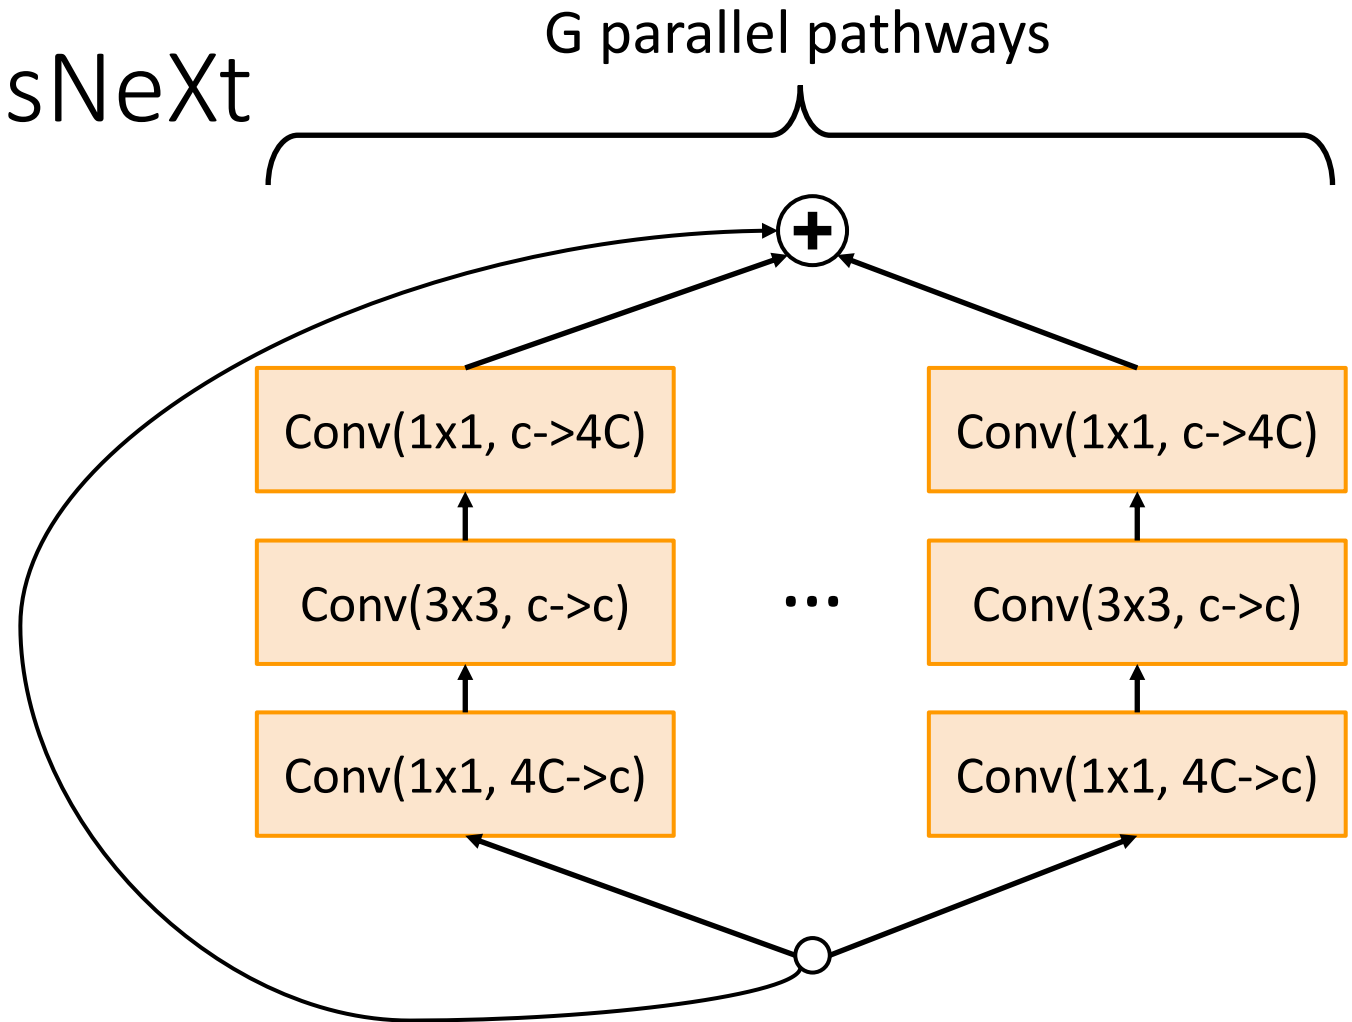 G parallel pathways
sNeXt
Conv(1x1, c->4C)
Conv(1x1, c->4C)
Conv(3x3, c->c)
...
Conv(3x3, c->c)
Conv(1x1, 4C->c)
Conv(1x1, 4C->c)